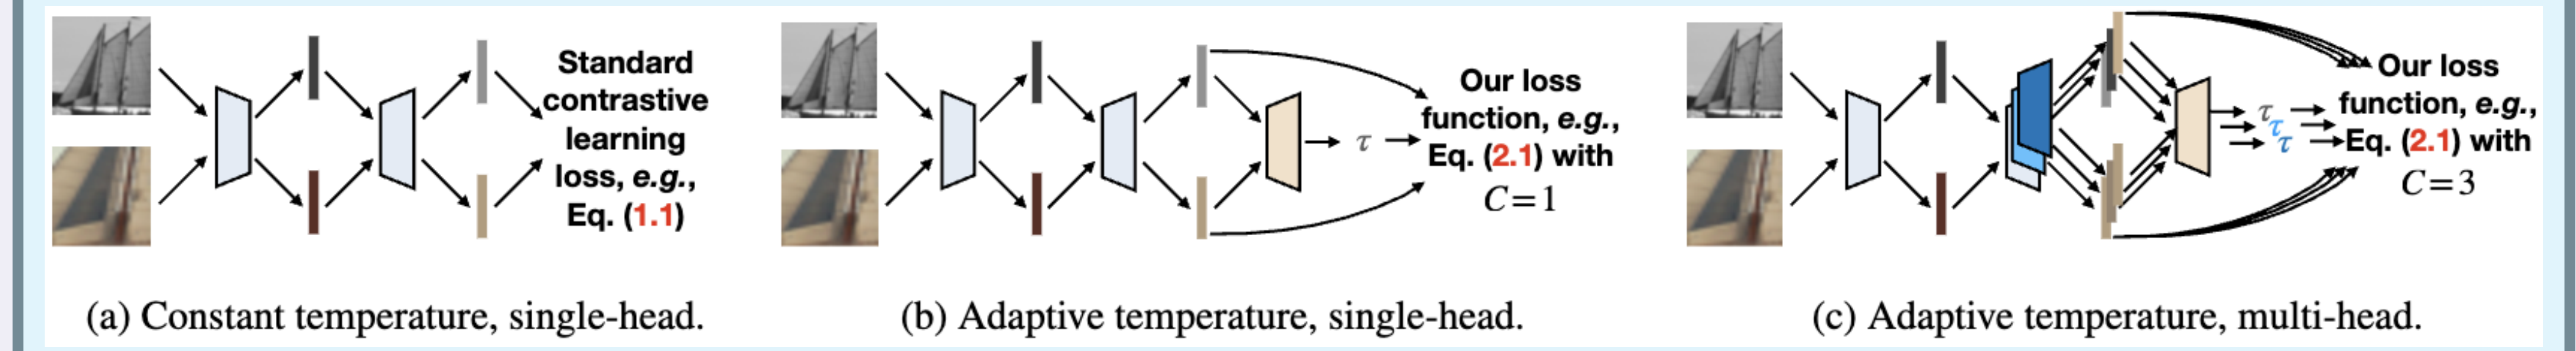 Standard
contrastive
learning
loss, e.g.,
Eq. (1.1)
(a) Constant temperature, single-head.
τ
Our loss
function, e.g.,
Eq. (2.1) with
C=1
(b) Adaptive temperature, single-head.
τ
τ
τ
Our loss
function, e.g.,
Eq. (2.1) with
C=3
(c) Adaptive temperature, multi-head.